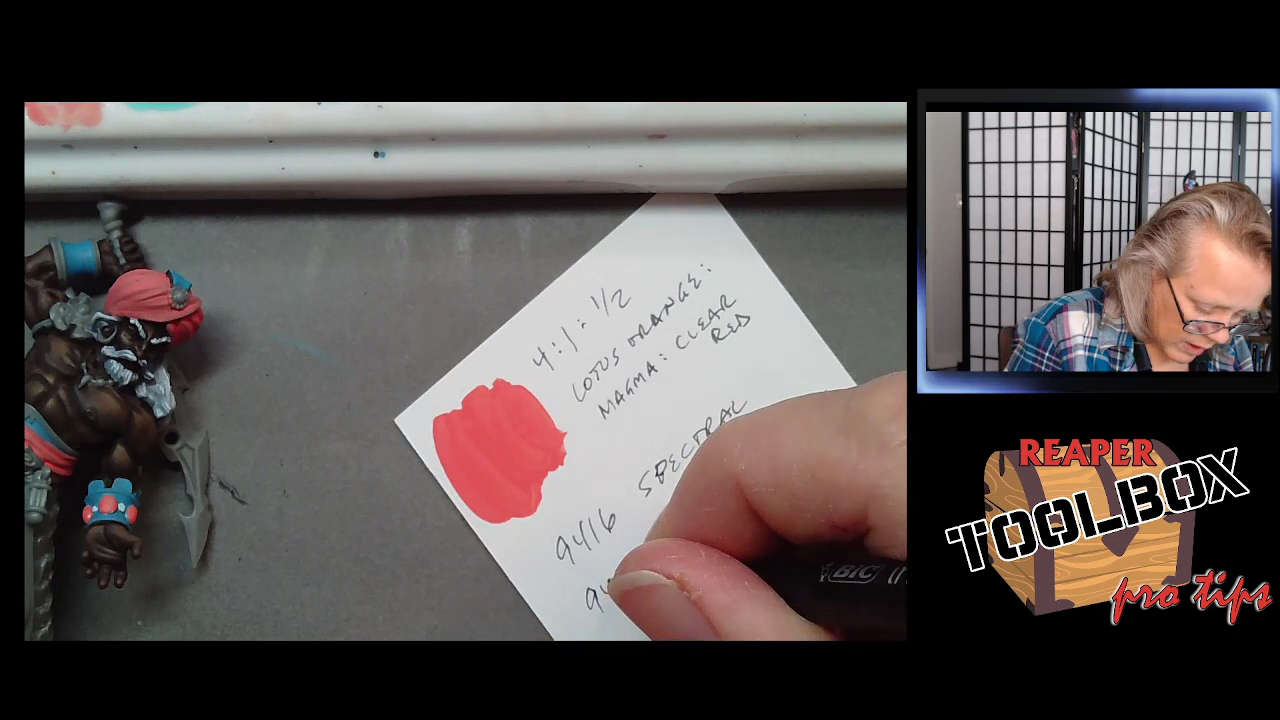 4:1:1/2
LOTUS ORANGE:
MAGMA: CLEAR
RED
SPECTRAL
9416
BIC
REAPER
TOOLBOX
pro tips